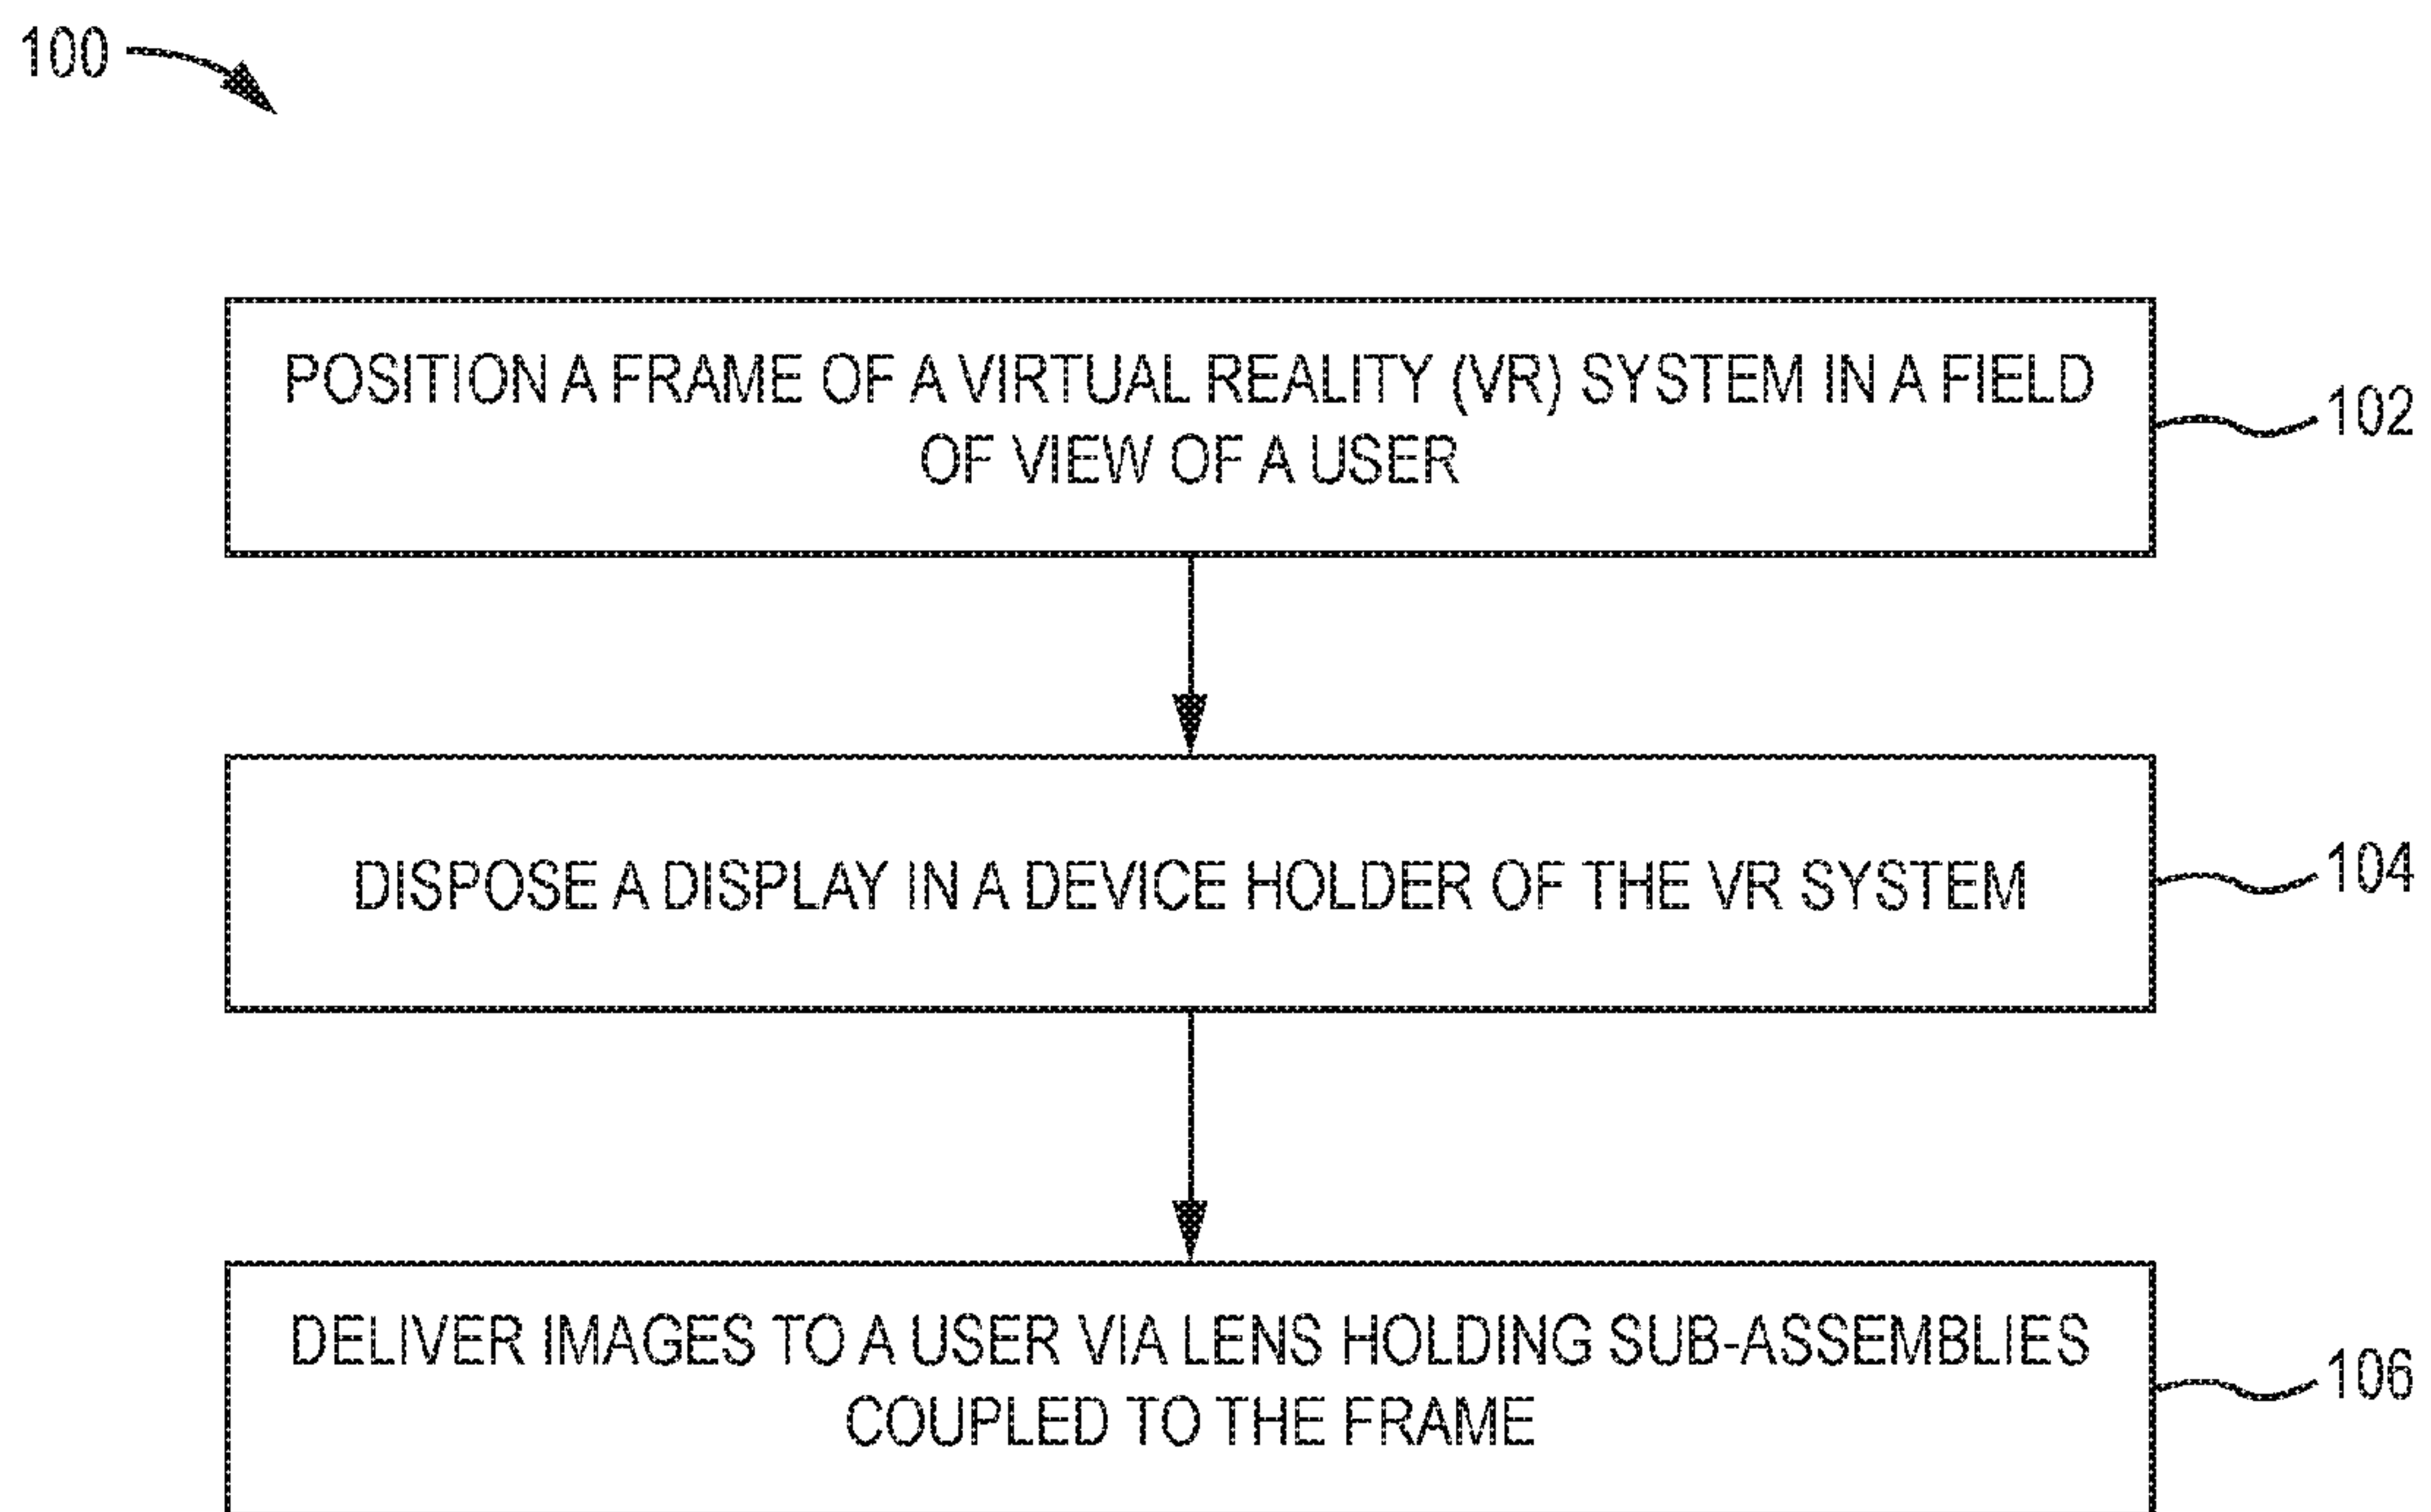 100
POSITION A FRAME OF A VIRTUAL REALITY (VR) SYSTEM IN A FIELD
OF VIEW OF A USER
102
DISPOSE A DISPLAY IN A DEVICE HOLDER OF THE VR SYSTEM
104
DELIVER IMAGES TO A USER VIA LENS HOLDING SUB-ASSEMBLIES
COUPLED TO THE FRAME
106